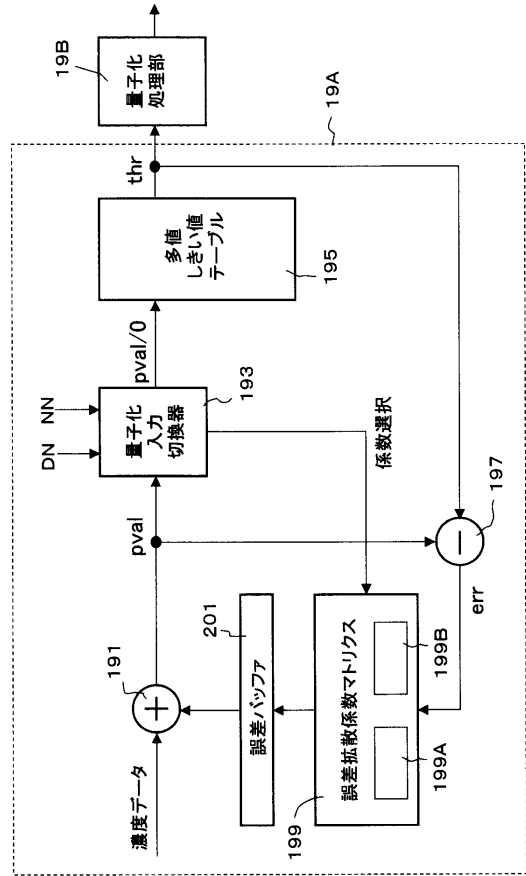 19B
量子化
処理部
19A
thr
多値
しきい値
テーブル
195
pval/0
NN
DN
量子化
入力
切換器
193
係数選択
pval
197
err
191
201
誤差バッファ
誤差拡散係数マトリクス
199B
199A
199
濃度データ